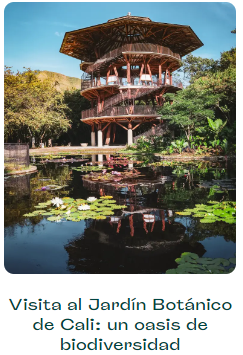 Visita al Jardín Botánico
de Cali: un oasis de
biodiversidad